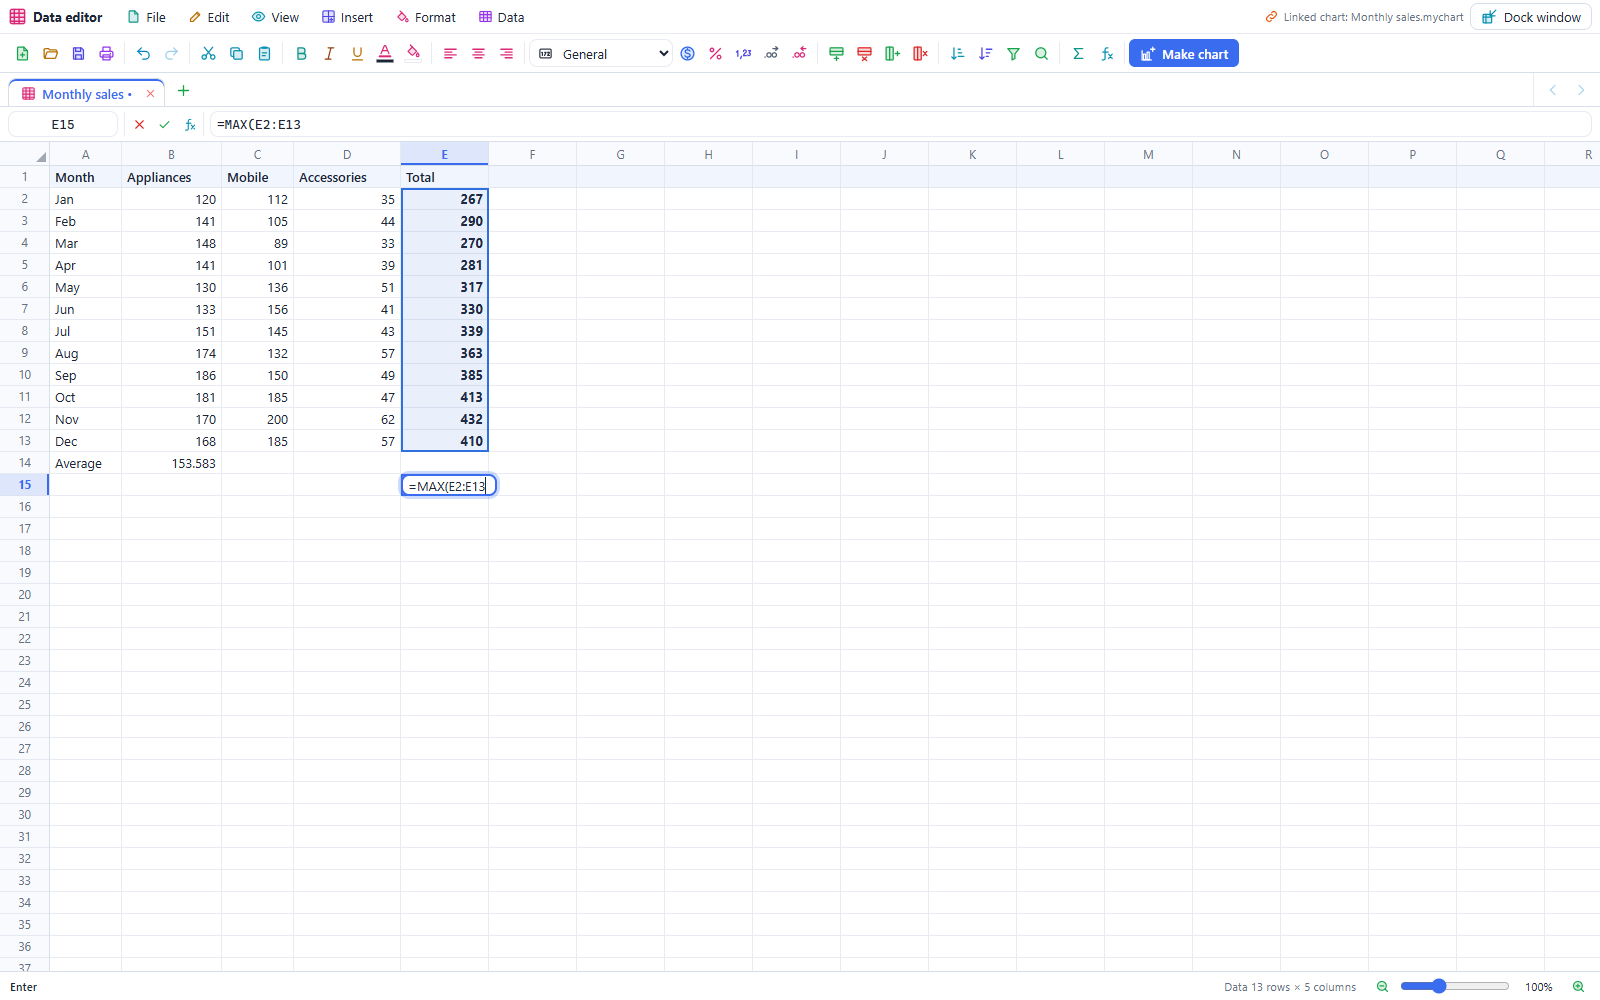 Data editor File Edit View Insert Format Data Linked chart: Monthly sales.mychart Dock window
B I U A General $ % 1,23 .00 .00 Σ fx Make chart
Monthly sales • × +
E15 fx =MAX(E2:E13
A B C D E F G H I J K L M N O P Q R
1 Month Appliances Mobile Accessories Total
2 Jan 120 112 35 267
3 Feb 141 105 44 290
4 Mar 148 89 33 270
5 Apr 141 101 39 281
6 May 130 136 51 317
7 Jun 133 156 41 330
8 Jul 151 145 43 339
9 Aug 174 132 57 363
10 Sep 186 150 49 385
11 Oct 181 185 47 413
12 Nov 170 200 62 432
13 Dec 168 185 57 410
14 Average 153.583
15 =MAX(E2:E13
16
17
18
19
20
21
22
23
24
25
26
27
28
29
30
31
32
33
34
35
36
37
Enter Data 13 rows × 5 columns 100%